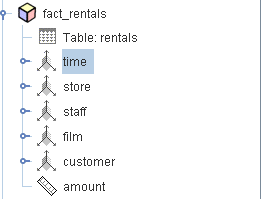 fact_rentals
Table: rentals
time
store
staff
film
customer
amount